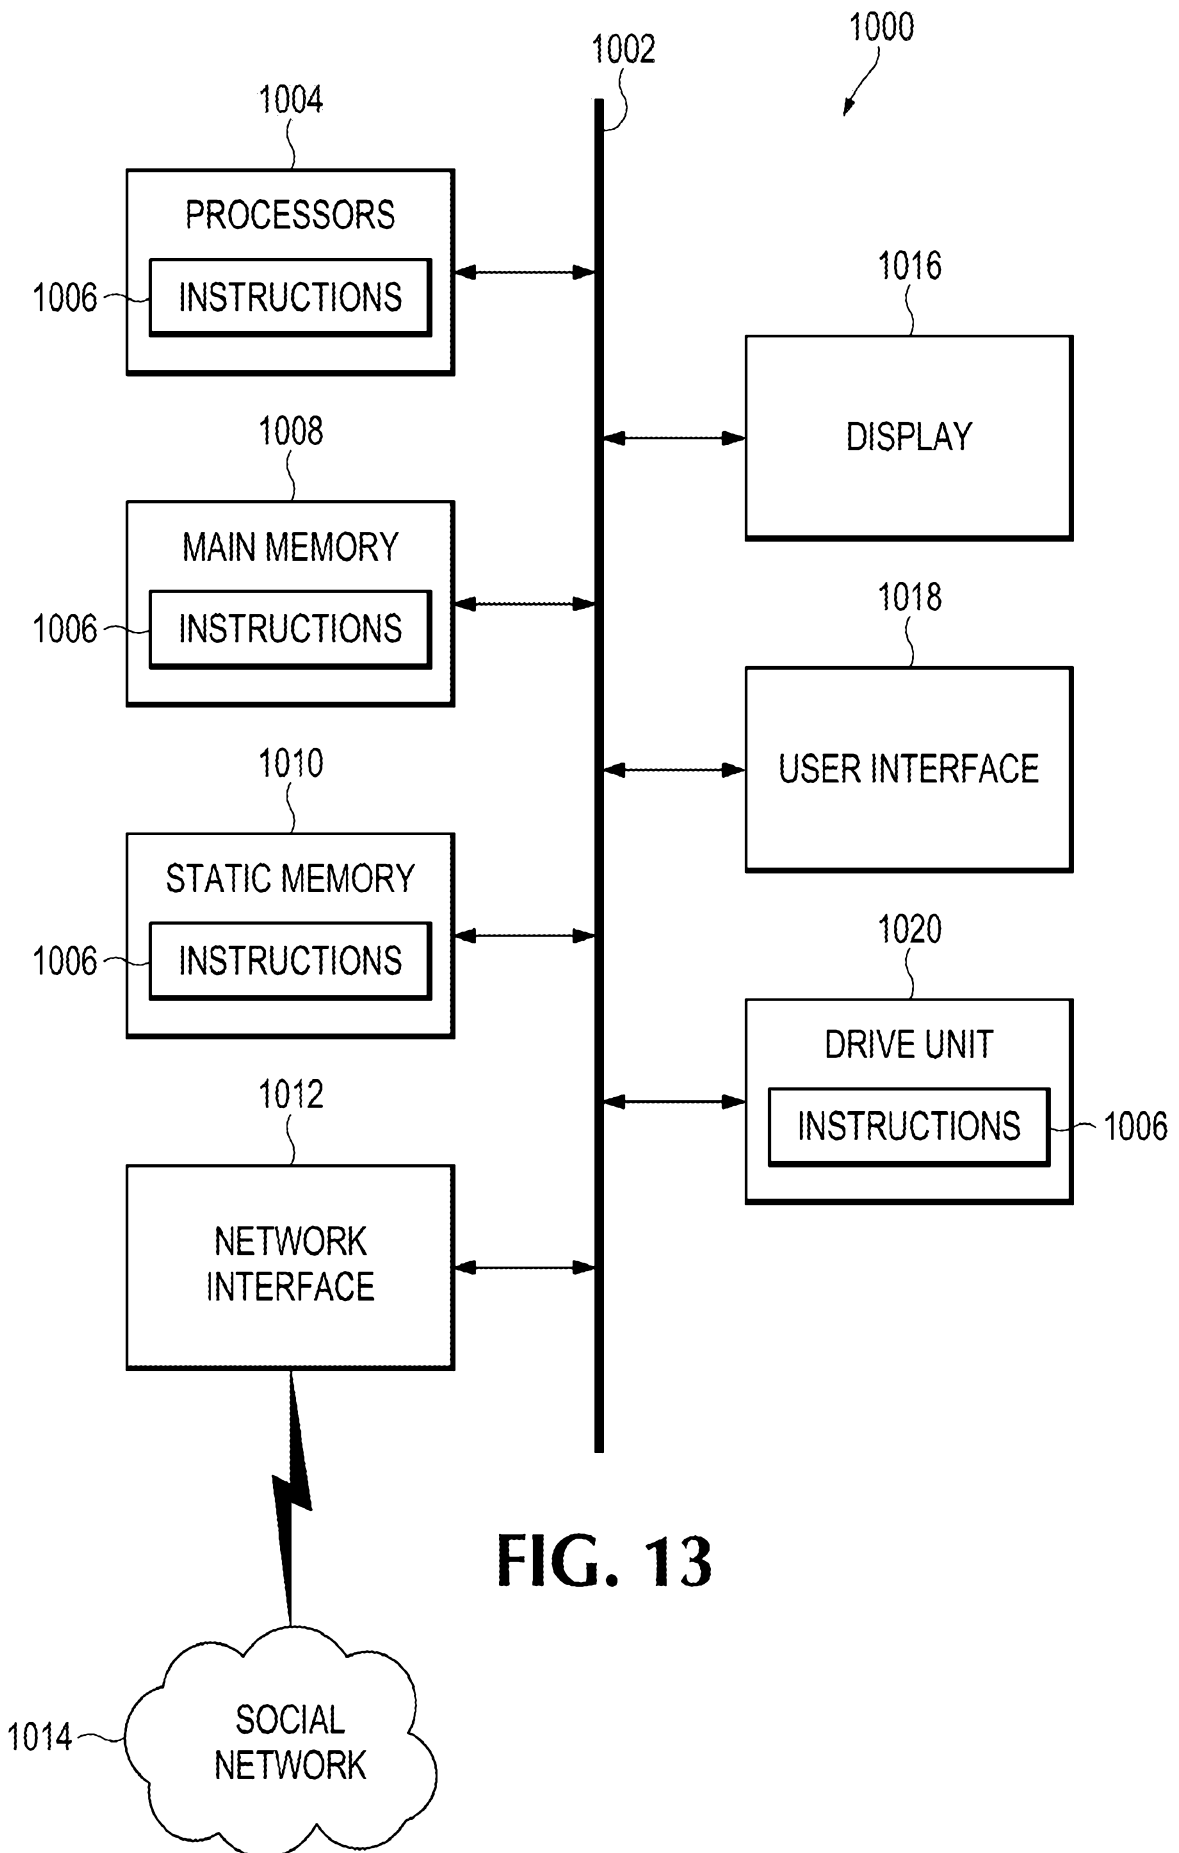 1000
1002
1004
PROCESSORS
1006
INSTRUCTIONS
1016
DISPLAY
1008
MAIN MEMORY
1006
INSTRUCTIONS
1018
USER INTERFACE
1010
STATIC MEMORY
1006
INSTRUCTIONS
1020
DRIVE UNIT
INSTRUCTIONS
1006
1012
NETWORK
INTERFACE
FIG. 13
1014
SOCIAL
NETWORK